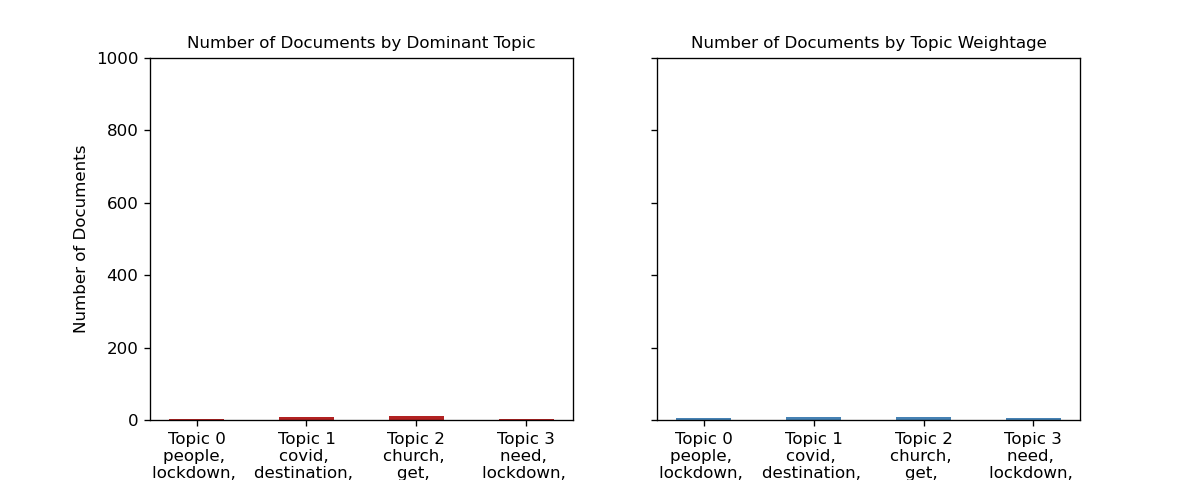 Number of Documents by Dominant Topic
Number of Documents
1000
800
600
400
200
0
Topic 0
people,
lockdown,
Topic 1
covid,
destination,
Topic 2
church,
get,
Topic 3
need,
lockdown,
Number of Documents by Topic Weightage
Topic 0
people,
lockdown,
Topic 1
covid,
destination,
Topic 2
church,
get,
Topic 3
need,
lockdown,